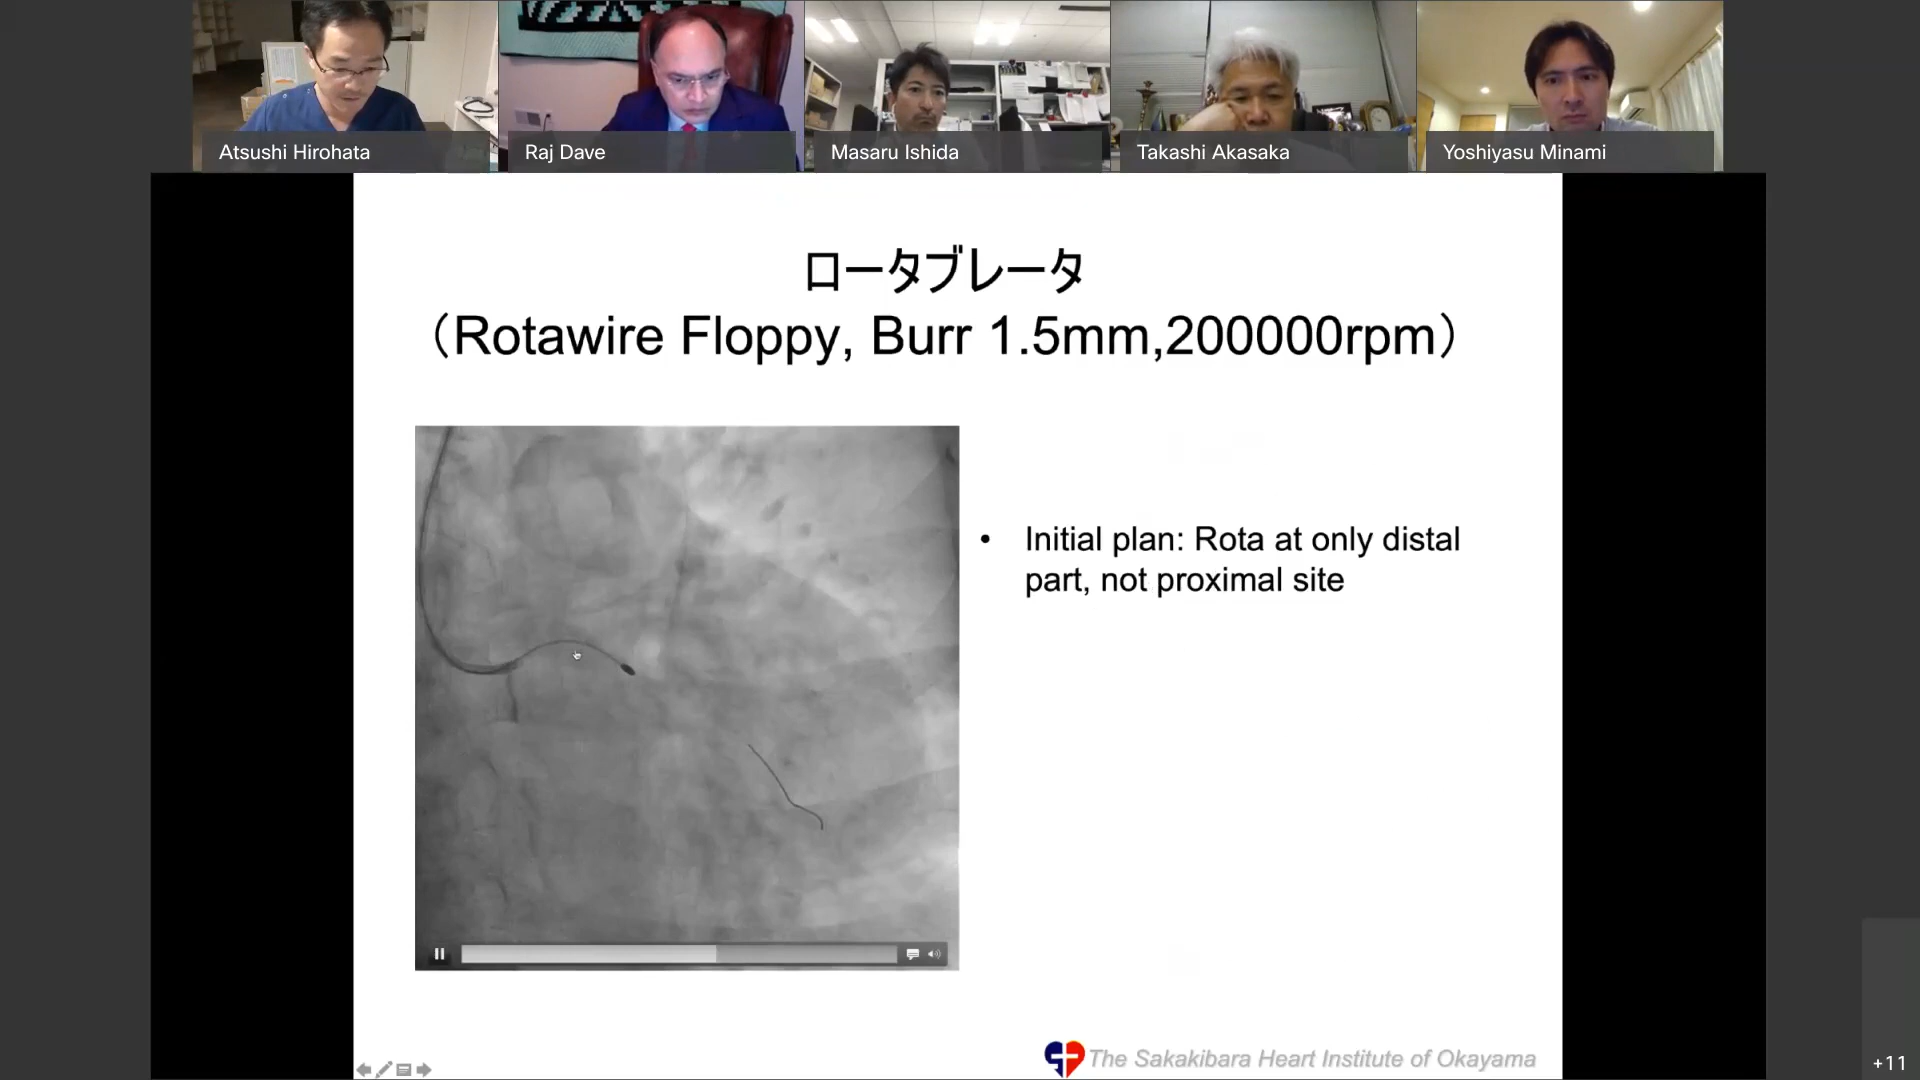 Atsushi Hirohata
Raj Dave
Masaru Ishida
Takashi Akasaka
Yoshiyasu Minami
ロータブレータ
（Rotawire Floppy, Burr 1.5mm,200000rpm）
• Initial plan: Rota at only distal
part, not proximal site
The Sakakibara Heart Institute of Okayama
+11